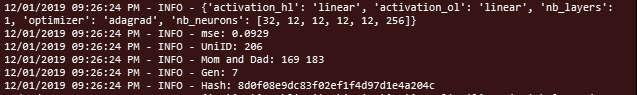 12/01/2019 09:26:24 PM - INFO - {'activation_hl': 'linear', 'activation_ol': 'linear', 'nb_layers':
1, 'optimizer': 'adagrad', 'nb_neurons': [32, 12, 12, 12, 12, 256]}
12/01/2019 09:26:24 PM - INFO - mse: 0.0929
12/01/2019 09:26:24 PM - INFO - UniID: 206
12/01/2019 09:26:24 PM - INFO - Mom and Dad: 169 183
12/01/2019 09:26:24 PM - INFO - Gen: 7
12/01/2019 09:26:24 PM - INFO - Hash: 8d0f08e9dc83f02ef1f4d97d1e4a204c